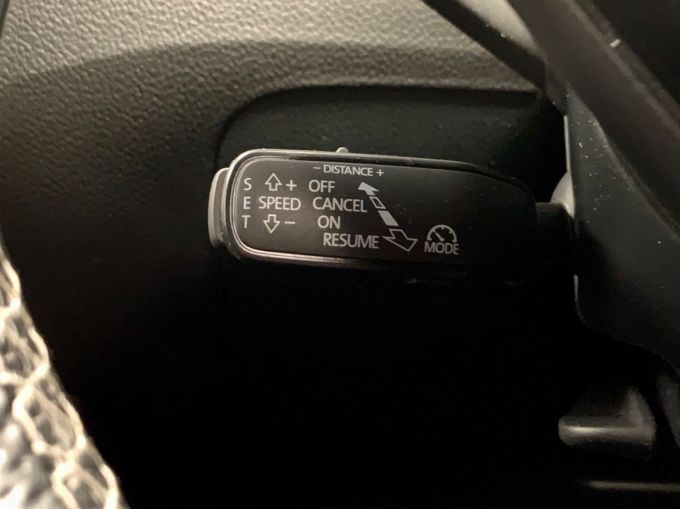 - DISTANCE +
S + OFF
E SPEED CANCEL
T - ON
RESUME MODE